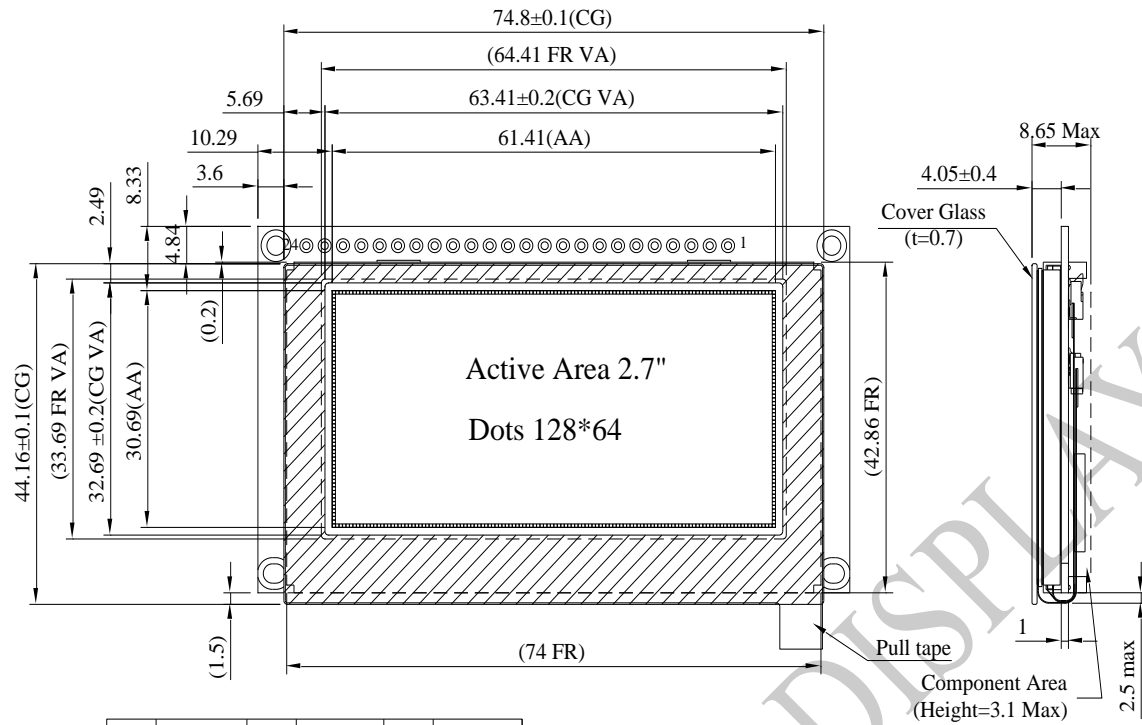 74.8±0.1(CG)
(64.41 FR VA)
5.69
63.41±0.2(CG VA)
10.29
61.41(AA)
3.6
8.33
2.49
4.84
(0.2)
1
8.65 Max
4.05±0.4
Cover Glass
(t=0.7)
44.16±0.1(CG)
(33.69 FR VA)
32.69 ±0.2(CG VA)
30.69(AA)
Active Area 2.7"
Dots 128*64
(42.86 FR)
(1.5)
(74 FR)
Pull tape
1
Component Area
(Height=3.1 Max)
2.5 max
DISPLAY